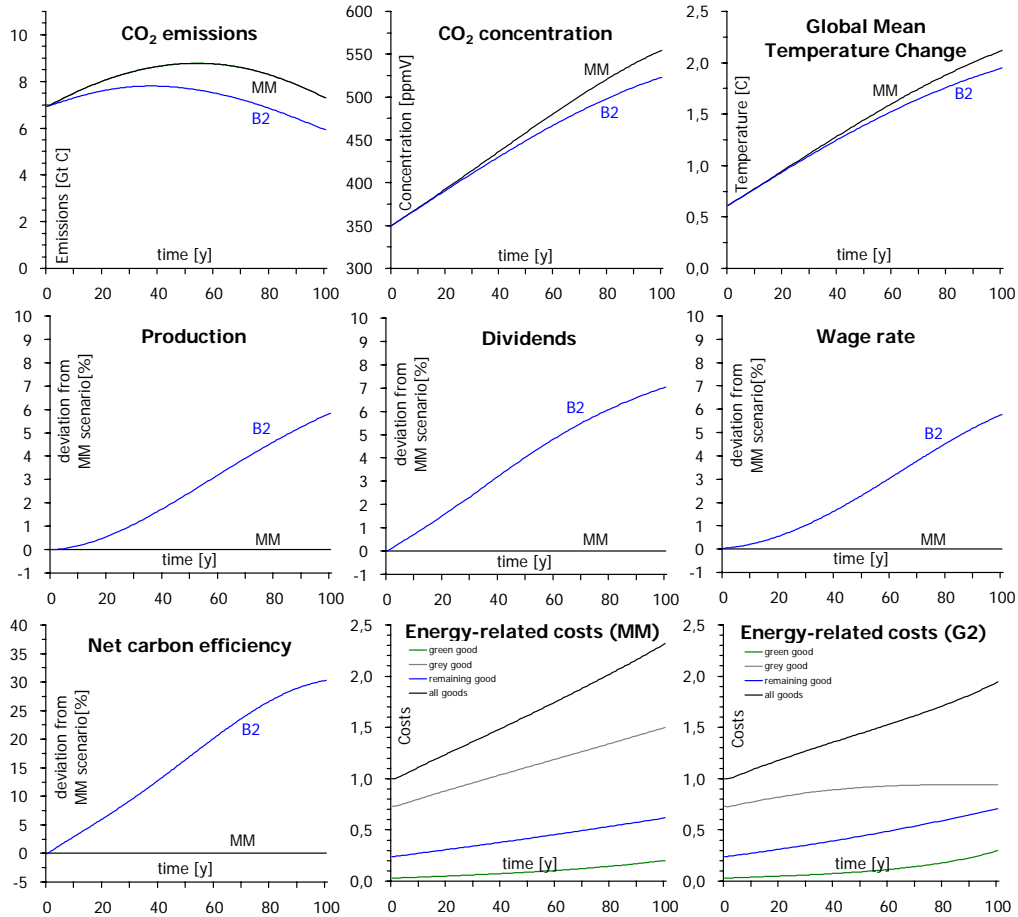 CO2 emissions
10
8
6
4
2
0
Emissions [Gt C]
MM
B2
time [y]
0 20 40 60 80 100
CO2 concentration
600
550
500
450
400
350
300
Concentration [ppmV]
MM
B2
time [y]
0 20 40 60 80 100
Global Mean
Temperature Change
2,5
2,0
1,5
1,0
0,5
0,0
Temperature [C]
MM
B2
time [y]
0 20 40 60 80 100
Production
10
9
8
7
6
5
4
3
2
1
0
-1
deviation from
MM scenario[%]
B2
MM
time [y]
0 20 40 60 80 100
Dividends
10
9
8
7
6
5
4
3
2
1
0
-1
deviation from
MM scenario[%]
B2
MM
time [y]
0 20 40 60 80 100
Wage rate
10
9
8
7
6
5
4
3
2
1
0
-1
deviation from
MM scenario[%]
B2
MM
time [y]
0 20 40 60 80 100
Net carbon efficiency
40
35
30
25
20
15
10
5
0
-5
deviation from
MM scenario[%]
B2
MM
time [y]
0 20 40 60 80 100
Energy-related costs (MM)
green good
grey good
remaining good
all goods
2,5
2,0
1,5
1,0
0,5
0,0
Costs
time [y]
0 20 40 60 80 100
Energy-related costs (G2)
green good
grey good
remaining good
all goods
2,5
2,0
1,5
1,0
0,5
0,0
Costs
time [y]
0 20 40 60 80 100